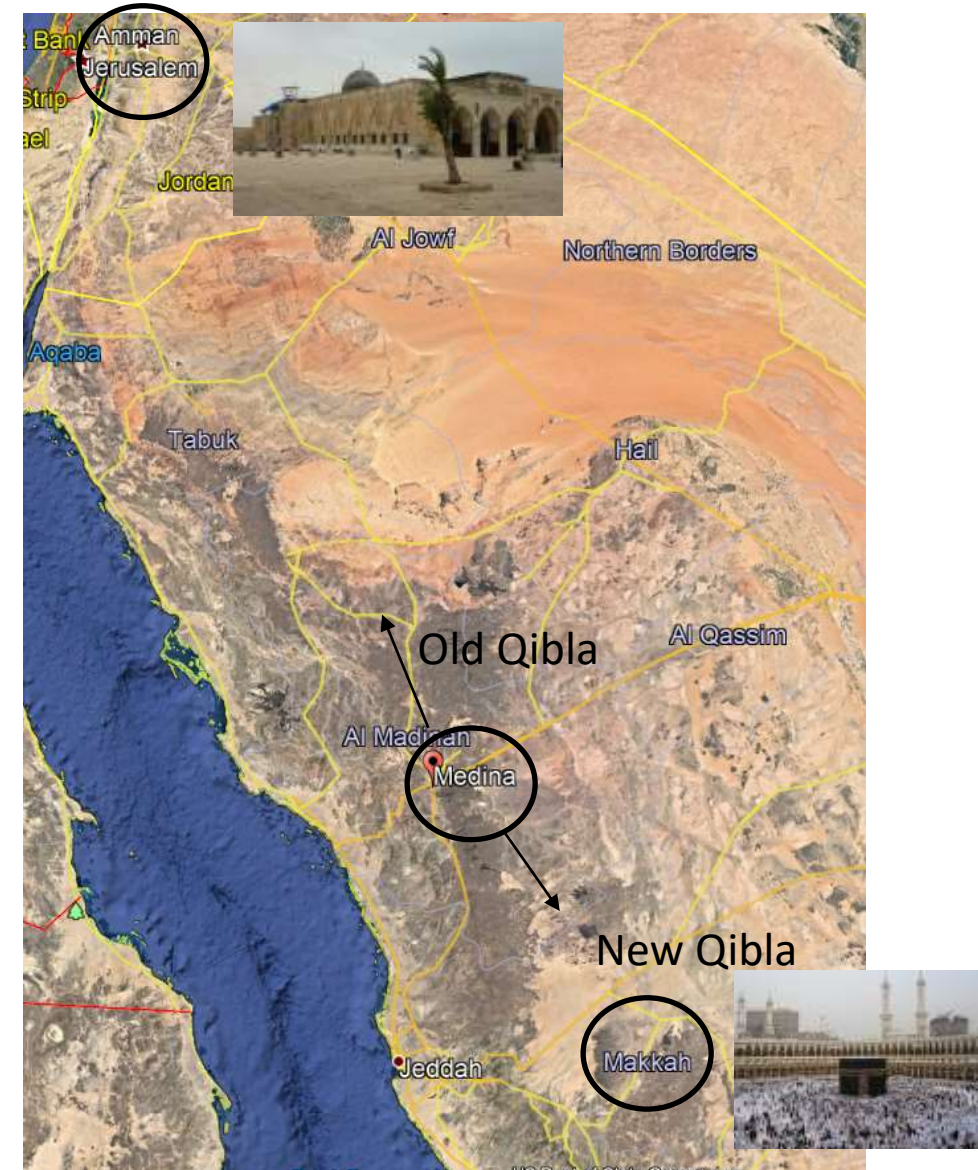 Bank
Amman
Jerusalem
Strip
ael
Jordan
Al Jowf
Northern Borders
Aqaba
Tabuk
Hail
Old Qibla
Al Qassim
Al Madinah
Medina
New Qibla
Jeddah
Makkah